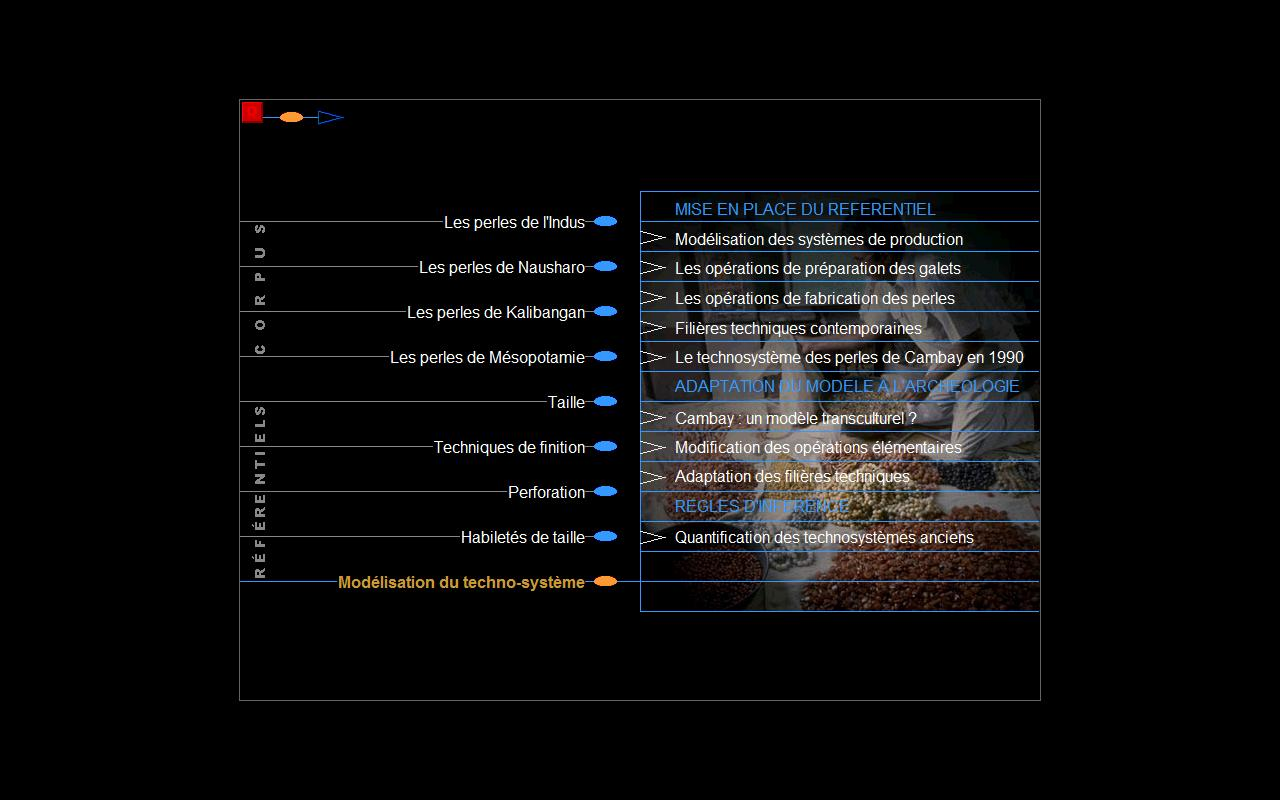 CORPUS
Les perles de l'Indus
Les perles de Nausharo
Les perles de Kalibangan
Les perles de Mésopotamie
RÉFÉRENTIELS
Taille
Techniques de finition
Perforation
Habiletés de taille
Modélisation du techno-système
MISE EN PLACE DU REFERENTIEL
Modélisation des systèmes de production
Les opérations de préparation des galets
Les opérations de fabrication des perles
Filières techniques contemporaines
Le technosystème des perles de Cambay en 1990
ADAPTATION DU MODELE A L'ARCHEOLOGIE
Cambay : un modèle transculturel ?
Modification des opérations élémentaires
Adaptation des filières techniques
REGLES D'INFERENCE
Quantification des technosystèmes anciens